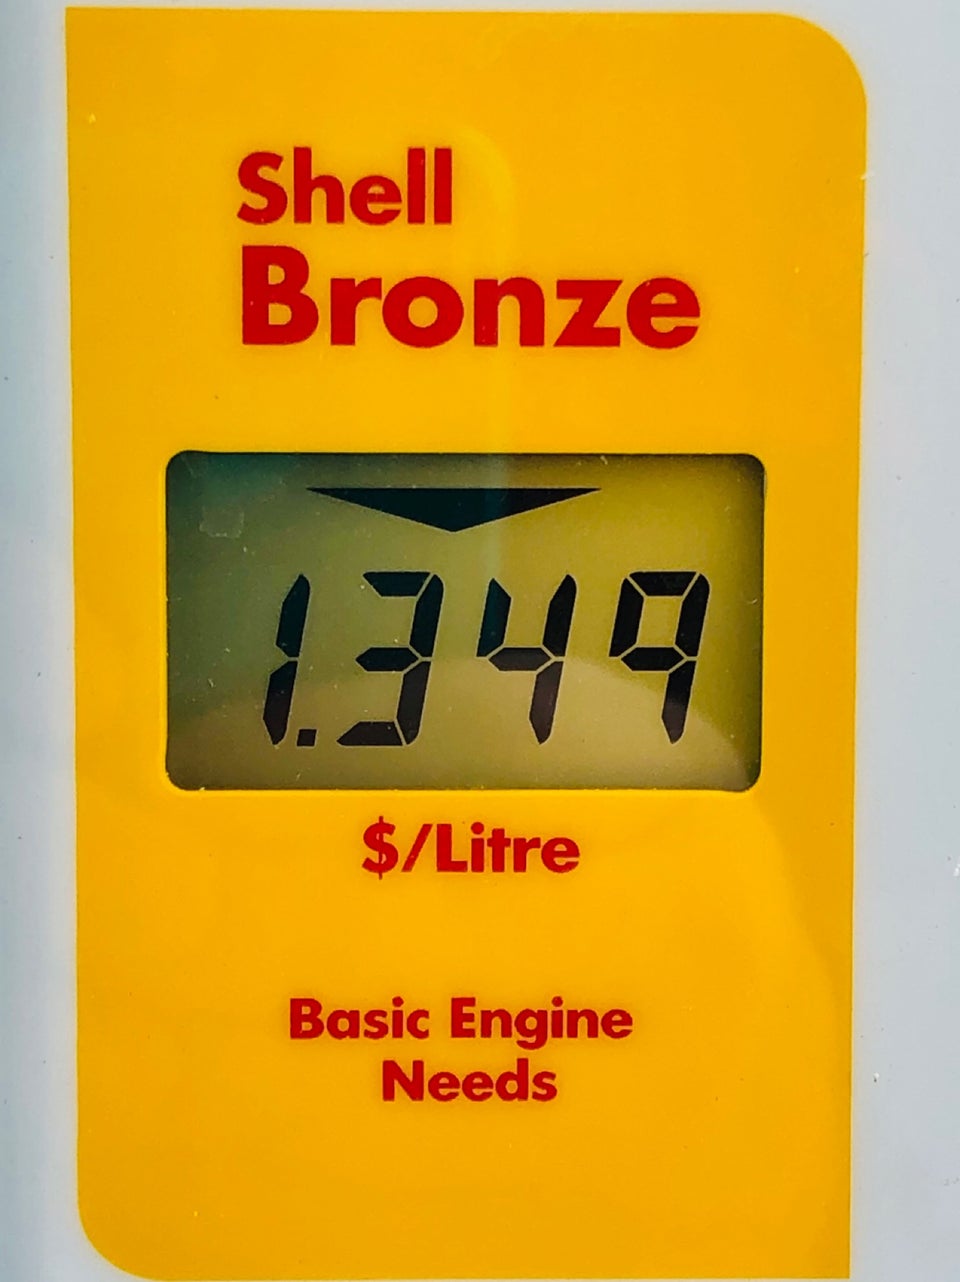 Shell
Bronze
1.349
$/Litre
Basic Engine
Needs